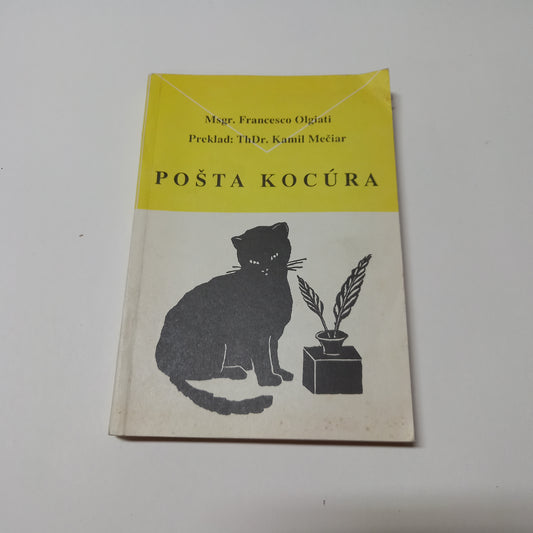 Msgr. Francesco Olgiati
Preklad: ThDr. Kamil Mečiar
POŠTA KOCÚRA